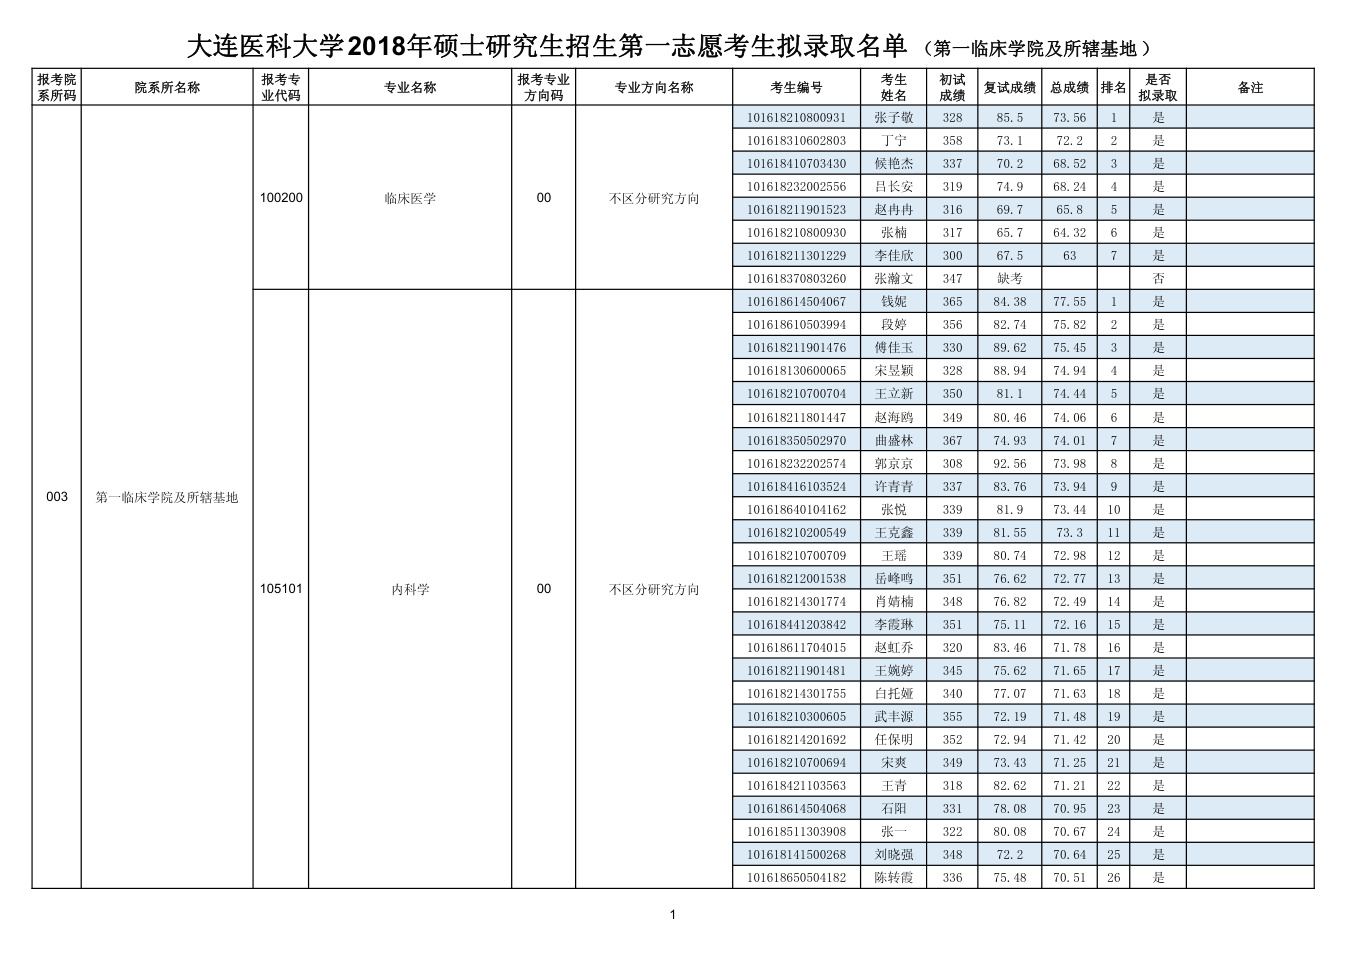 大连医科大学2018年硕士研究生招生第一志愿考生拟录取名单（第一临床学院及所辖基地）
报考院系所码 院系所名称 报考专业代码 专业名称 报考专业方向码 专业方向名称 考生编号 考生姓名 初试成绩 复试成绩 总成绩 排名 是否拟录取 备注
003 第一临床学院及所辖基地
100200 临床医学 00 不区分研究方向
101618210800931 张子敬 328 85.5 73.56 1 是
101618310602803 丁宁 358 73.1 72.2 2 是
101618410703430 候艳杰 337 70.2 68.52 3 是
101618232002556 吕长安 319 74.9 68.24 4 是
101618211901523 赵冉冉 316 69.7 65.8 5 是
101618210800930 张楠 317 65.7 64.32 6 是
101618211301229 李佳欣 300 67.5 63 7 是
101618370803260 张瀚文 347 缺考 否
105101 内科学 00 不区分研究方向
101618614504067 钱妮 365 84.38 77.55 1 是
101618610503994 段婷 356 82.74 75.82 2 是
101618211901476 傅佳玉 330 89.62 75.45 3 是
101618130600065 宋昱颖 328 88.94 74.94 4 是
101618210700704 王立新 350 81.1 74.44 5 是
101618211801447 赵海鸥 349 80.46 74.06 6 是
101618350502970 曲盛林 367 74.93 74.01 7 是
101618232202574 郭京京 308 92.56 73.98 8 是
101618416103524 许青青 337 83.76 73.94 9 是
101618640104162 张悦 339 81.9 73.44 10 是
101618210200549 王克鑫 339 81.55 73.3 11 是
101618210700709 王瑶 339 80.74 72.98 12 是
101618212001538 岳峰鸣 351 76.62 72.77 13 是
101618214301774 肖婧楠 348 76.82 72.49 14 是
101618441203842 李霞琳 351 75.11 72.16 15 是
101618611704015 赵虹乔 320 83.46 71.78 16 是
101618211901481 王婉婷 345 75.62 71.65 17 是
101618214301755 白托娅 340 77.07 71.63 18 是
101618210300605 武丰源 355 72.19 71.48 19 是
101618214201692 任保明 352 72.94 71.42 20 是
101618210700694 宋爽 349 73.43 71.25 21 是
101618421103563 王青 318 82.62 71.21 22 是
101618614504068 石阳 331 78.08 70.95 23 是
101618511303908 张一 322 80.08 70.67 24 是
101618141500268 刘晓强 348 72.2 70.64 25 是
101618650504182 陈转霞 336 75.48 70.51 26 是
1